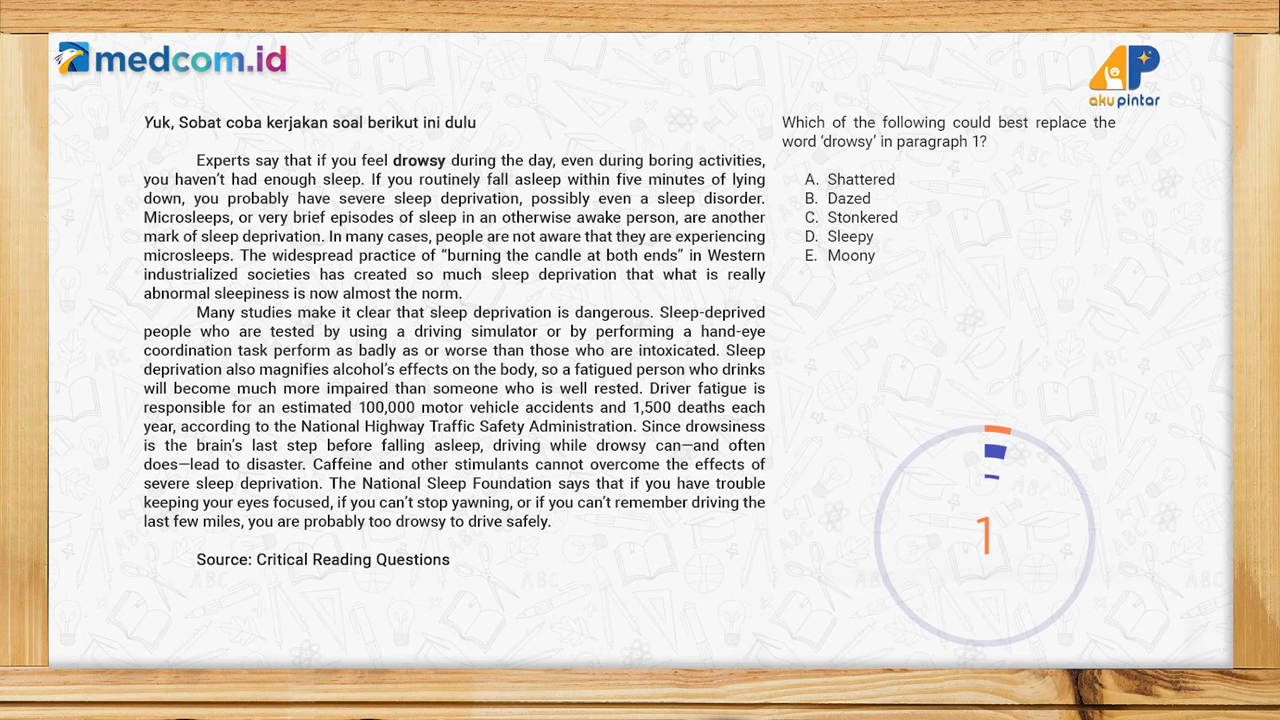 medcom.id
AP
aku pintar
Yuk, Sobat coba kerjakan soal berikut ini dulu
Experts say that if you feel drowsy during the day, even during boring activities,
you haven't had enough sleep. If you routinely fall asleep within five minutes of lying
down, you probably have severe sleep deprivation, possibly even a sleep disorder.
Microsleeps, or very brief episodes of sleep in an otherwise awake person, are another
mark of sleep deprivation. In many cases, people are not aware that they are experiencing
microsleeps. The widespread practice of “burning the candle at both ends” in Western
industrialized societies has created so much sleep deprivation that what is really
abnormal sleepiness is now almost the norm.
Many studies make it clear that sleep deprivation is dangerous. Sleep-deprived
people who are tested by using a driving simulator or by performing a hand-eye
coordination task perform as badly as or worse than those who are intoxicated. Sleep
deprivation also magnifies alcohol's effects on the body, so a fatigued person who drinks
will become much more impaired than someone who is well rested. Driver fatigue is
responsible for an estimated 100,000 motor vehicle accidents and 1,500 deaths each
year, according to the National Highway Traffic Safety Administration. Since drowsiness
is the brain's last step before falling asleep, driving while drowsy can—and often
does—lead to disaster. Caffeine and other stimulants cannot overcome the effects of
severe sleep deprivation. The National Sleep Foundation says that if you have trouble
keeping your eyes focused, if you can't stop yawning, or if you can't remember driving the
last few miles, you are probably too drowsy to drive safely.
Source: Critical Reading Questions
Which of the following could best replace the
word ‘drowsy’ in paragraph 1?
A. Shattered
B. Dazed
C. Stonkered
D. Sleepy
E. Moony
1